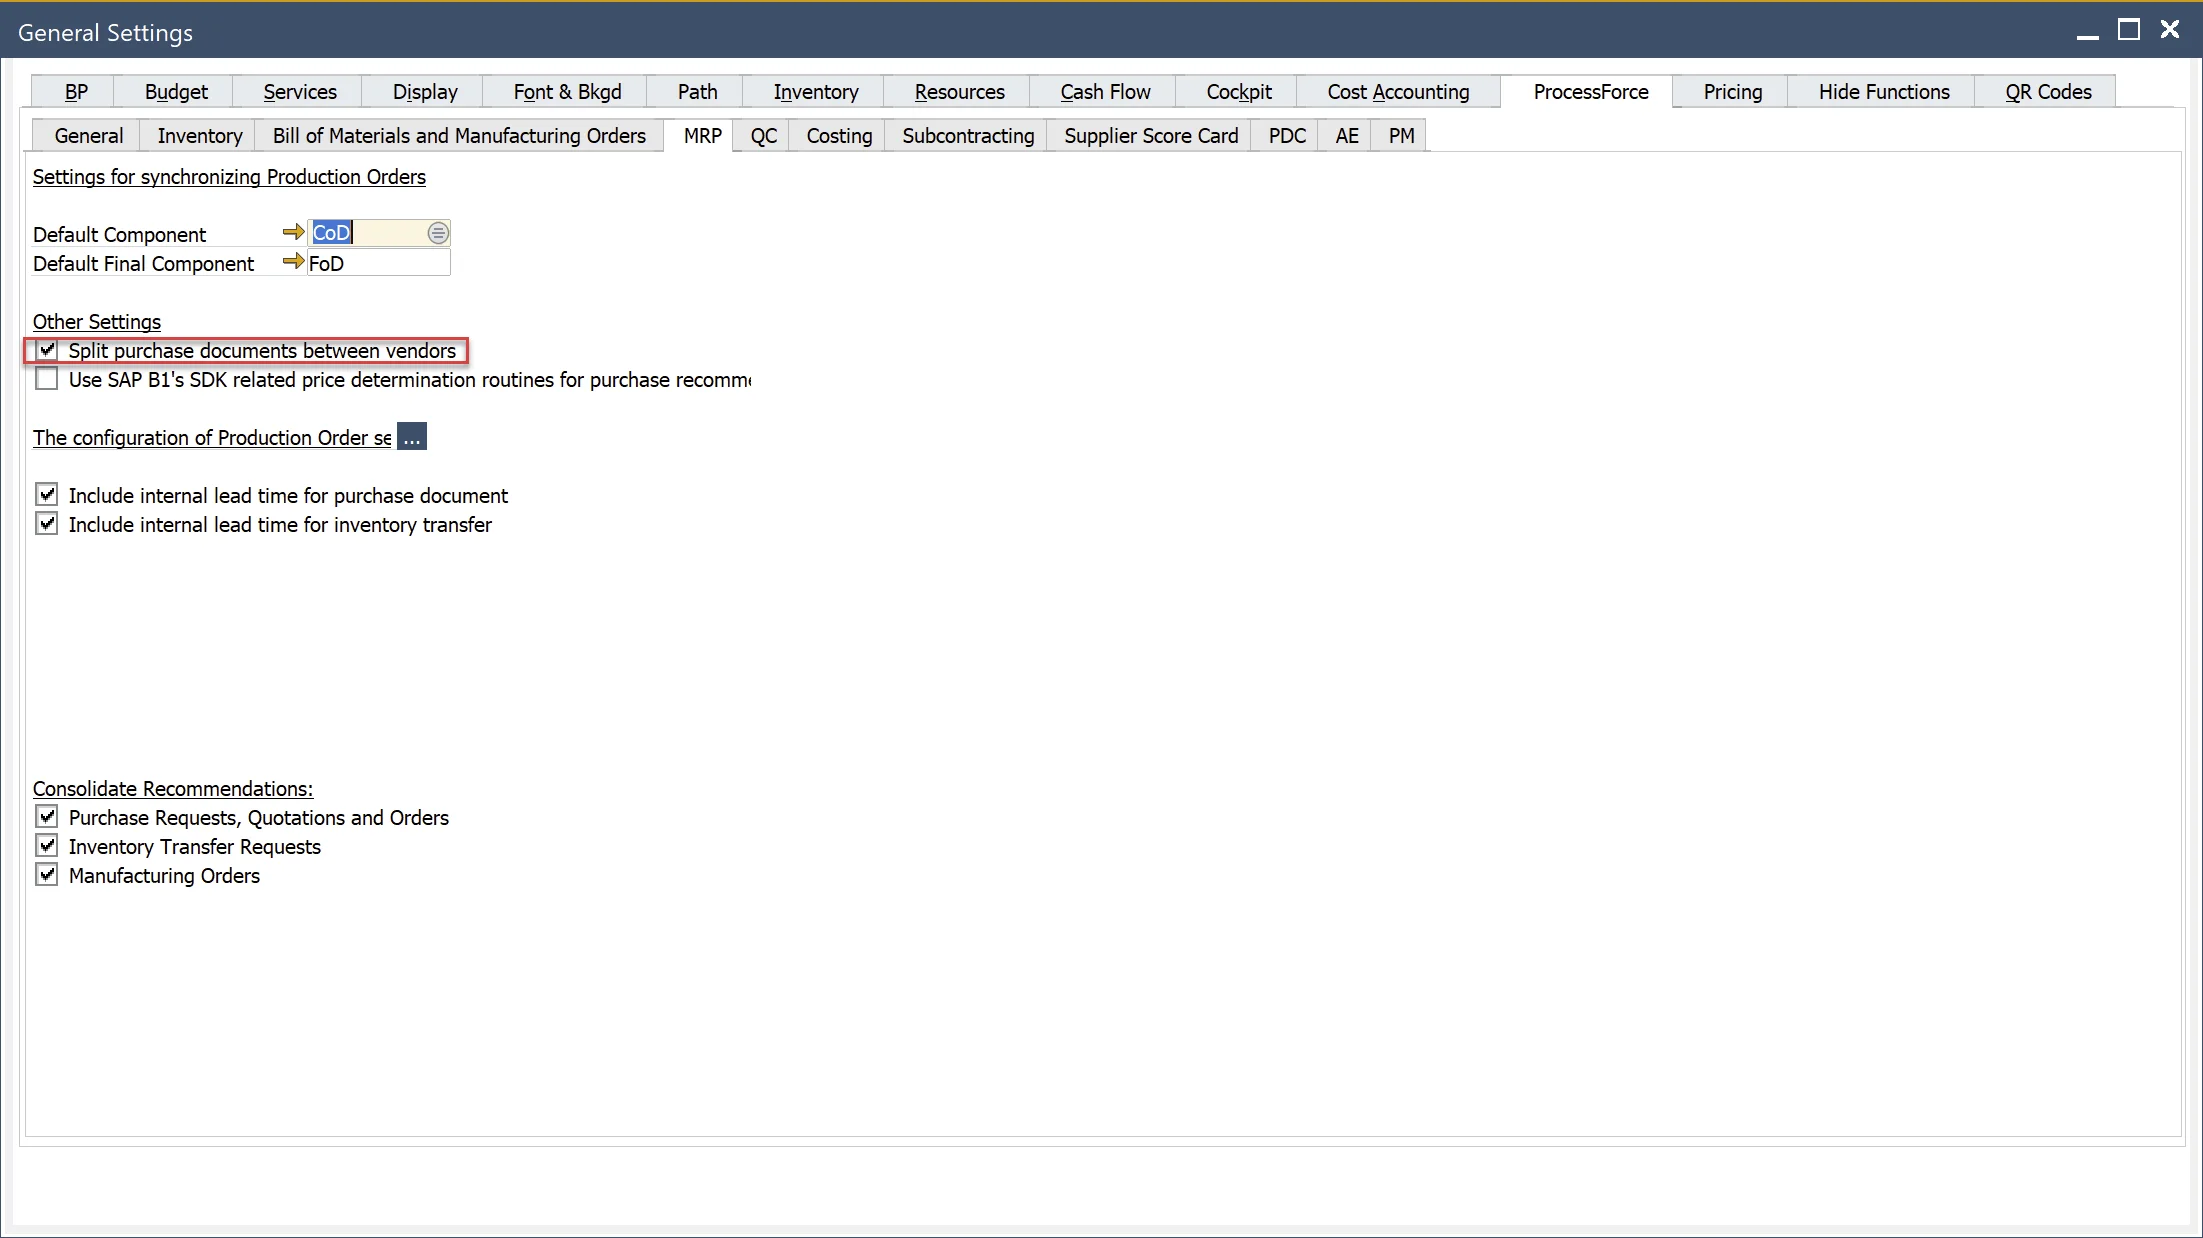 General Settings
BP Budget Services Display Font & Bkgd Path Inventory Resources Cash Flow Cockpit Cost Accounting ProcessForce Pricing Hide Functions QR Codes
General Inventory Bill of Materials and Manufacturing Orders MRP QC Costing Subcontracting Supplier Score Card PDC AE PM
Settings for synchronizing Production Orders
Default Component CoD
Default Final Component FoD
Other Settings
Split purchase documents between vendors
Use SAP B1's SDK related price determination routines for purchase recomme
The configuration of Production Order se ...
Include internal lead time for purchase document
Include internal lead time for inventory transfer
Consolidate Recommendations:
Purchase Requests, Quotations and Orders
Inventory Transfer Requests
Manufacturing Orders